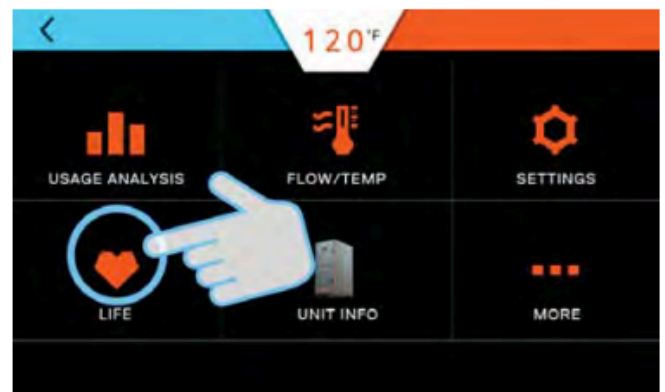 120°F
USAGE ANALYSIS
FLOW/TEMP
SETTINGS
LIFE
UNIT INFO
MORE